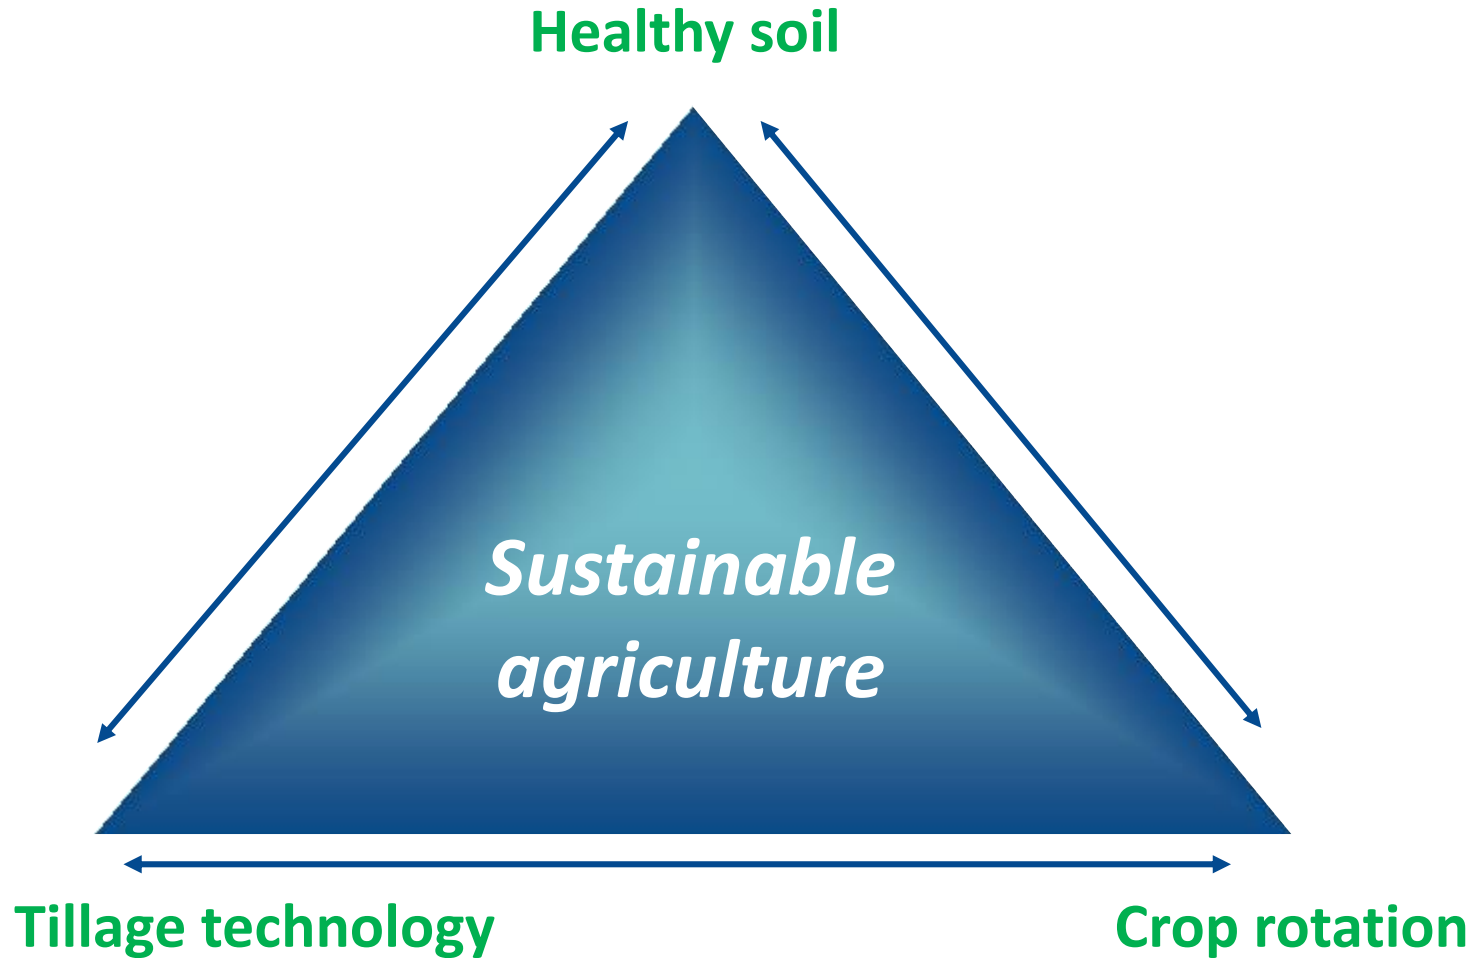 Healthy soil
Sustainable
agriculture
Tillage technology
Crop rotation